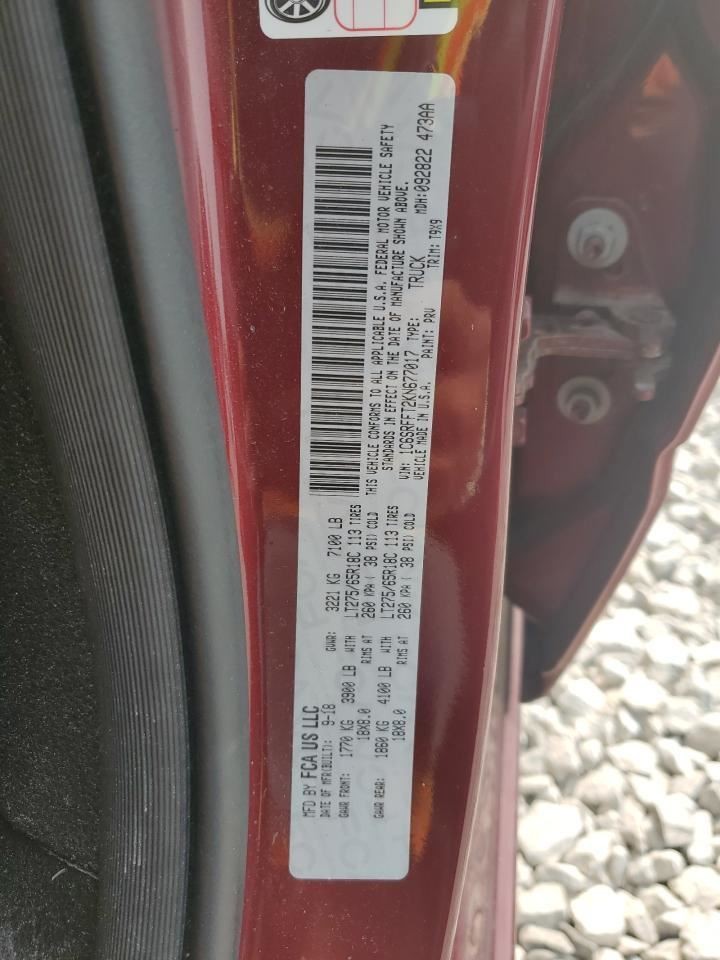 MFD BY FCA US LLC
DATE OF MFR(BUILT): 9-18 GVWR: 3221 KG 7100 LB
GAWR FRONT: 1770 KG 3900 LB WITH LT275/65R18C 113 TIRES
18X8.0 RIMS AT 260 KPA ( 38 PSI) COLD
GAWR REAR: 1860 KG 4100 LB WITH LT275/65R18C 113 TIRES
18X8.0 RIMS AT 260 KPA ( 38 PSI) COLD
THIS VEHICLE CONFORMS TO ALL APPLICABLE U.S.A. FEDERAL MOTOR VEHICLE SAFETY
STANDARDS IN EFFECT ON THE DATE OF MANUFACTURE SHOWN ABOVE.
VIN: 1C6SRFFT2KN677017 TYPE: TRUCK MDH:092822 473AA
VEHICLE MADE IN U.S.A. PAINT: PRV TRIM: T9X9